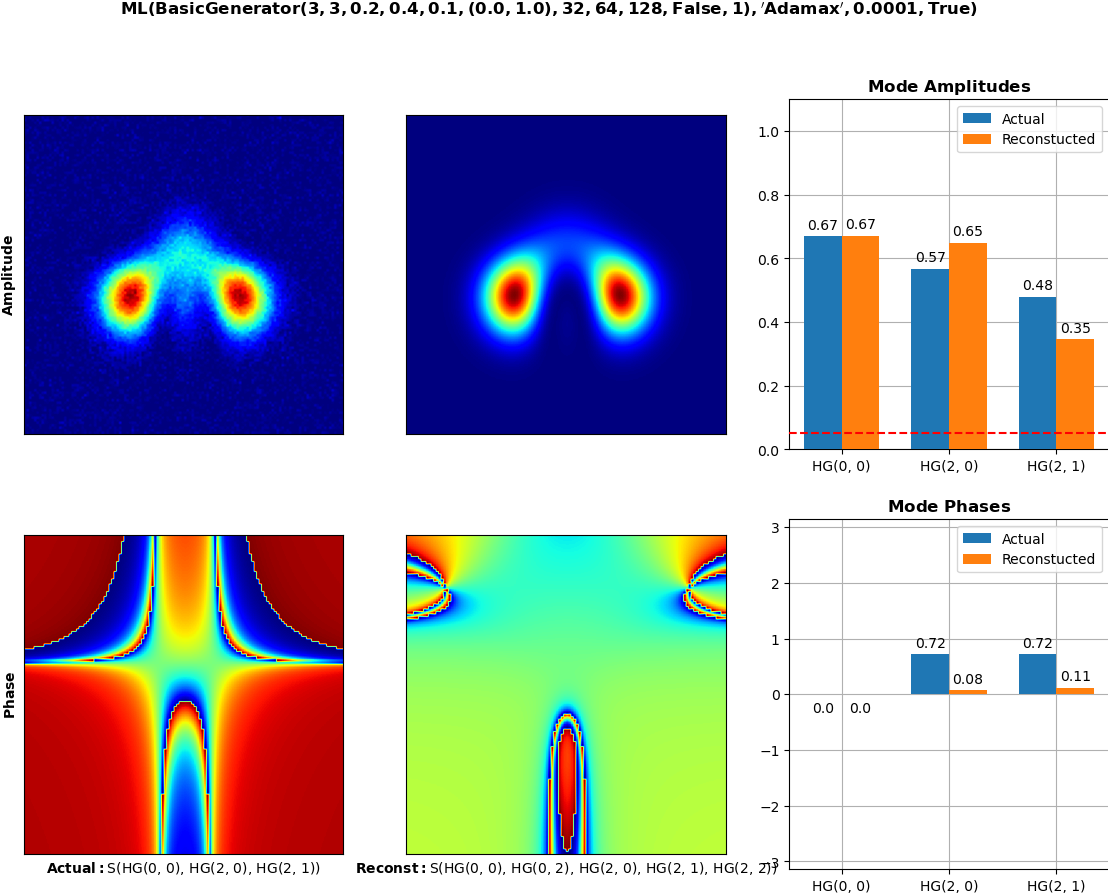 ML(BasicGenerator(3, 3, 0.2, 0.4, 0.1, (0.0, 1.0), 32, 64, 128, False, 1), ′Adamax′, 0.0001, True)
Mode Amplitudes
Actual
Reconstucted
1.0
0.8
0.6
0.4
0.2
0.0
0.67
0.67
0.57
0.65
0.48
0.35
HG(0, 0)
HG(2, 0)
HG(2, 1)
Amplitude
Mode Phases
Actual
Reconstucted
3
2
1
0
−1
−2
−3
0.0
0.0
0.72
0.08
0.72
0.11
HG(0, 0)
HG(2, 0)
HG(2, 1)
Phase
Actual: S(HG(0, 0), HG(2, 0), HG(2, 1))
Reconst: S(HG(0, 0), HG(0, 2), HG(2, 0), HG(2, 1), HG(2, 2))